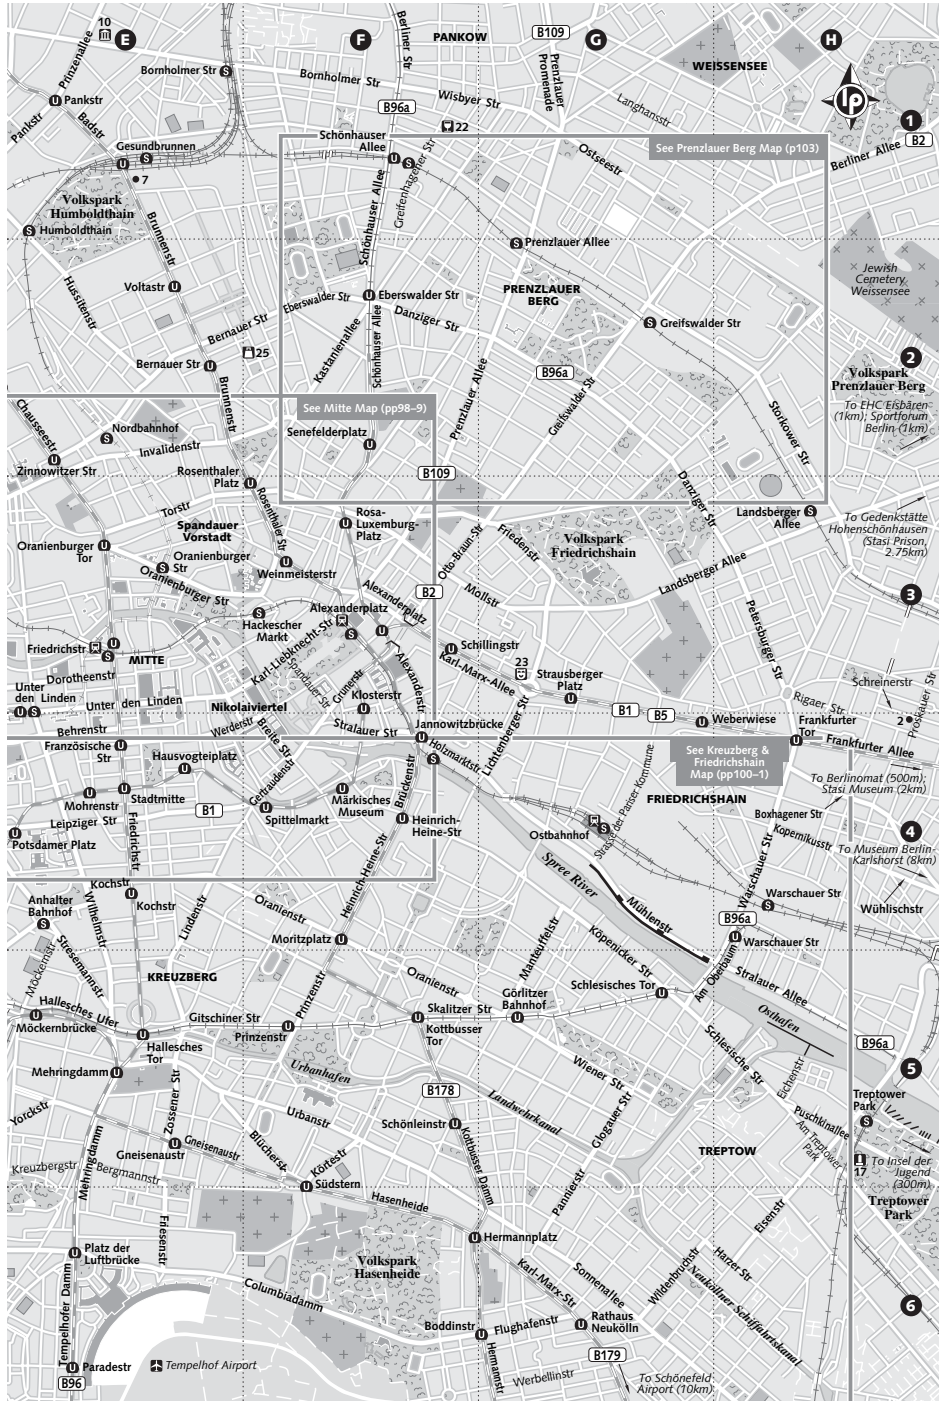 10
E
F
PANKOW
B109
G
H
WEISSENSEE
Prinzenallee
Berliner Str
Prenzlauer
Promenade
Bornholmer Str
Bornholmer Str
Wisbyer Str
Langhansstr
lp
Pankstr
Pankstr
Badstr
B96a
22
1
B2
Berliner Allee
Gesundbrunnen
Schönhauser
Allee
Greifenhagener Str
Ostseestr
See Prenzlauer Berg Map (p103)
7
Volkspark
Humboldthain
Humboldthain
Brunnenstr
Schönhauser Allee
Prenzlauer Allee
Jewish
Cemetery
Weissensee
Hussitenstr
Voltastr
Eberswalder Str
Eberswalder Str
PRENZLAUER
BERG
Danziger Str
Greifswalder Str
Bernauer Str
25
Bernauer Str
Kastanienallee
Schönhauser Allee
Prenzlauer Allee
B96a
Greifswalder Str
2
Volkspark
Prenzlauer Berg
To EHC Eisbären
(1km); Sportforum
Berlin (1km)
Brunnenstr
Storkower Str
Chausseestr
See Mitte Map (pp98–9)
Nordbahnhof
Invalidenstr
Senefelderplatz
Zinnowitzer Str
Rosenthaler
Platz
B109
Danziger Str
Torstr
Rosenthaler Str
Spandauer
Vorstadt
Rosa-
Luxemburg-
Platz
Otto-Braun-Str
Friedenstr
Volkspark
Friedrichshain
Landsberger
Allee
To Gedenkstätte
Hohenschönhausen
(Stasi Prison,
2.75km)
Oranienburger
Tor
Oranienburger
Str
Weinmeisterstr
Oranienburger Str
Landsberger Allee
Alexanderplatz
B2
Mollstr
3
Hackescher
Markt
Alexanderplatz
Petersburger Str
Friedrichstr
MITTE
Karl-Liebknecht-Str
Schillingstr
Karl-Marx-Allee
23
Strausberger
Platz
Dorotheenstr
Spandauer Str
Grunerstr
Alexanderstr
Schreinerstr
Proskauer Str
Unter
den Linden
Unter den Linden
Nikolaiviertel
Klosterstr
Lichtenberger Str
Rigaer Str
B1
B5
Weberwiese
2
Behrenstr
Werderstr
Breite Str
Stralauer Str
Jannowitzbrücke
Frankfurter
Tor
Frankfurter Allee
Französische
Str
Hausvogteiplatz
Gertraudenstr
Holzmarktstr
See Kreuzberg &
Friedrichshain
Map (pp100–1)
To Berlinomat (500m);
Stasi Museum (2km)
Mohrenstr
Stadtmitte
Brückenstr
Strasse der Pariser Kommune
FRIEDRICHSHAIN
Leipziger Str
B1
Spittelmarkt
Märkisches
Museum
Heinrich-
Heine-Str
Boxhagener Str
Kopernikusstr
4
Potsdamer Platz
Friedrichstr
Ostbahnhof
To Museum Berlin-
Karlshorst (8km)
Heinrich-Heine-Str
Spree River
Warschauer Str
Kochstr
Kochstr
Wilhelmstr
Anhalter
Bahnhof
Lindenstr
Oranienstr
Mühlenstr
Warschauer Str
Wühlischstr
B96a
Stresemannstr
Möckernstr
Moritzplatz
Manteuffelstr
Köpenicker Str
Warschauer Str
KREUZBERG
Prinzenstr
Oranienstr
Görlitzer
Bahnhof
Schlesisches Tor
Am Oberbaum
Stralauer Allee
Hallesches Ufer
Möckernbrücke
Gitschiner Str
Prinzenstr
Skalitzer Str
Kottbusser
Tor
Osthafen
B96a
Hallesches
Tor
Schlesische Str
Mehringdamm
Urbanhafen
Wiener Str
Eichenstr
5
B178
Landwehrkanal
Treptower
Park
Yorckstr
Zossener Str
Urbanstr
Schönleinstr
Glogauer Str
Puschkinallee
Am Treptower
Park
Gneisenaustr
Gneisenaustr
Blücherstr
Körtestr
Kottbusser Damm
TREPTOW
17
To Insel der
Jugend
(300m)
Treptower
Park
Kreuzbergstr
Bergmannstr
Mehringdamm
Südstern
Hasenheide
Pannierstr
Elsenstr
Friesenstr
Hermannplatz
Platz der
Luftbrücke
Volkspark
Hasenheide
Karl-Marx-Str
Sonnenallee
Wildenbruchstr
Harzer Str
Neuköllner Schiffahrtskanal
Columbiadamm
6
Tempelhofer Damm
Boddinstr
Flughafenstr
Rathaus
Neukölln
Paradestr
Tempelhof Airport
B96
Hermannstr
Werbellinstr
B179
To Schönefeld
Airport (10km)